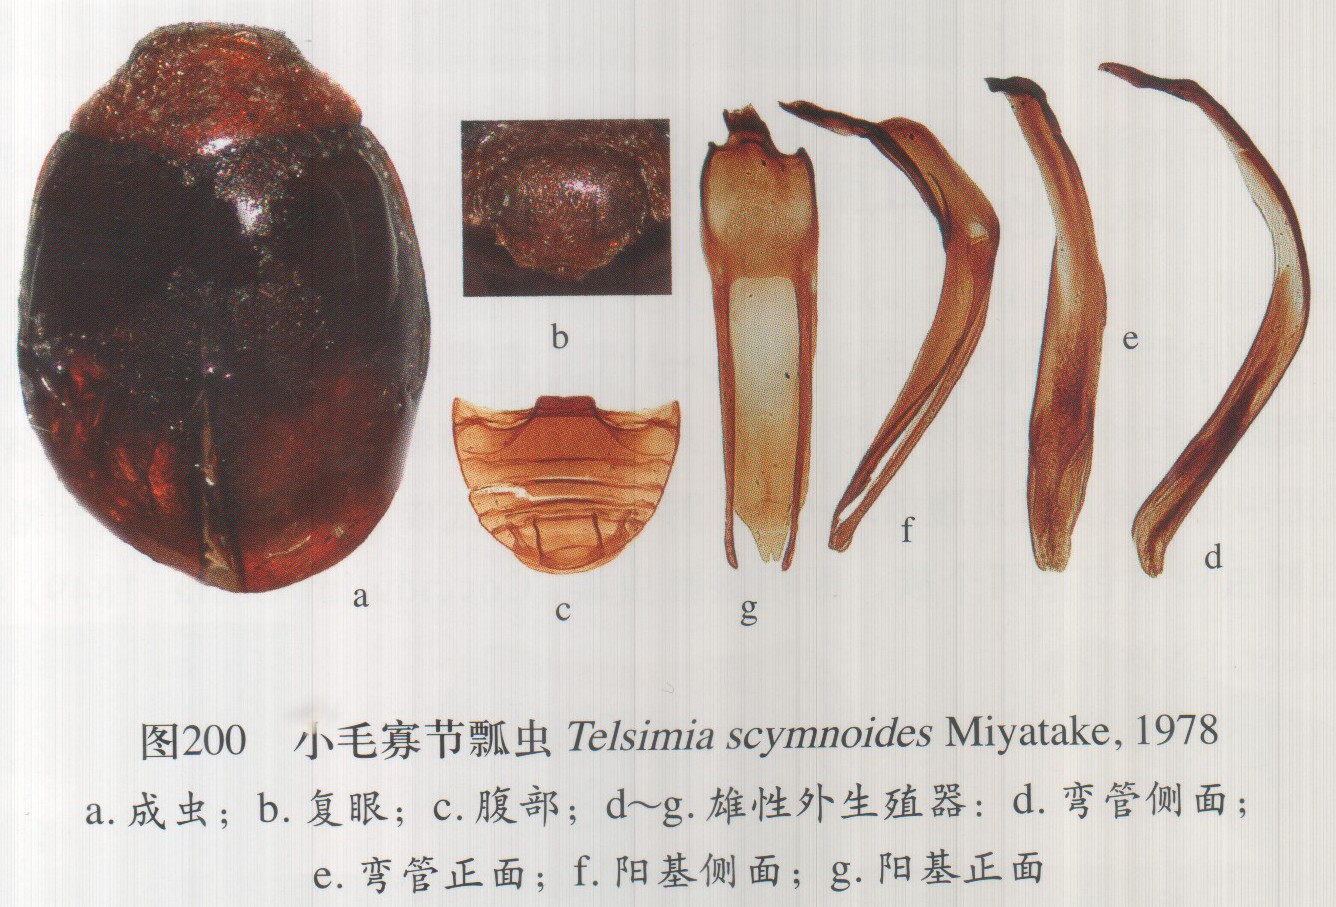 a
b
c
g
f
e
d
图200 小毛寡节瓢虫 Telsimia scymnoides Miyatake, 1978
a. 成虫; b. 复眼; c. 腹部; d~g. 雄性外生殖器: d. 弯管侧面;
e. 弯管正面; f. 阳基侧面; g. 阳基正面